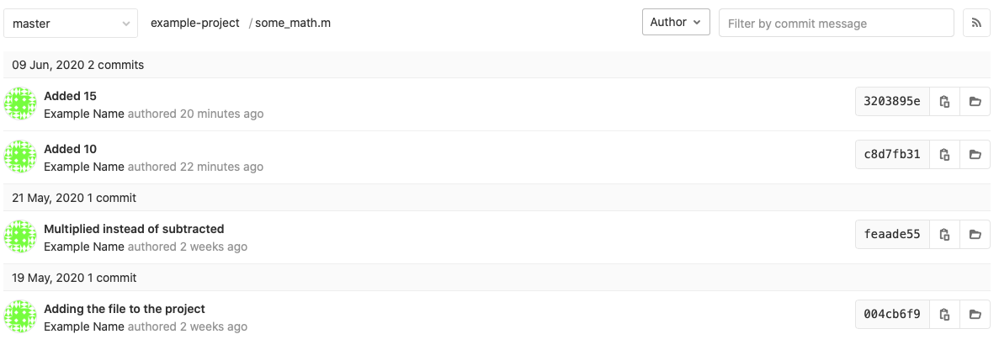 master example-project / some_math.m Author Filter by commit message
09 Jun, 2020 2 commits
Added 15
Example Name authored 20 minutes ago 3203895e
Added 10
Example Name authored 22 minutes ago c8d7fb31
21 May, 2020 1 commit
Multiplied instead of subtracted
Example Name authored 2 weeks ago feaade55
19 May, 2020 1 commit
Adding the file to the project
Example Name authored 2 weeks ago 004cb6f9